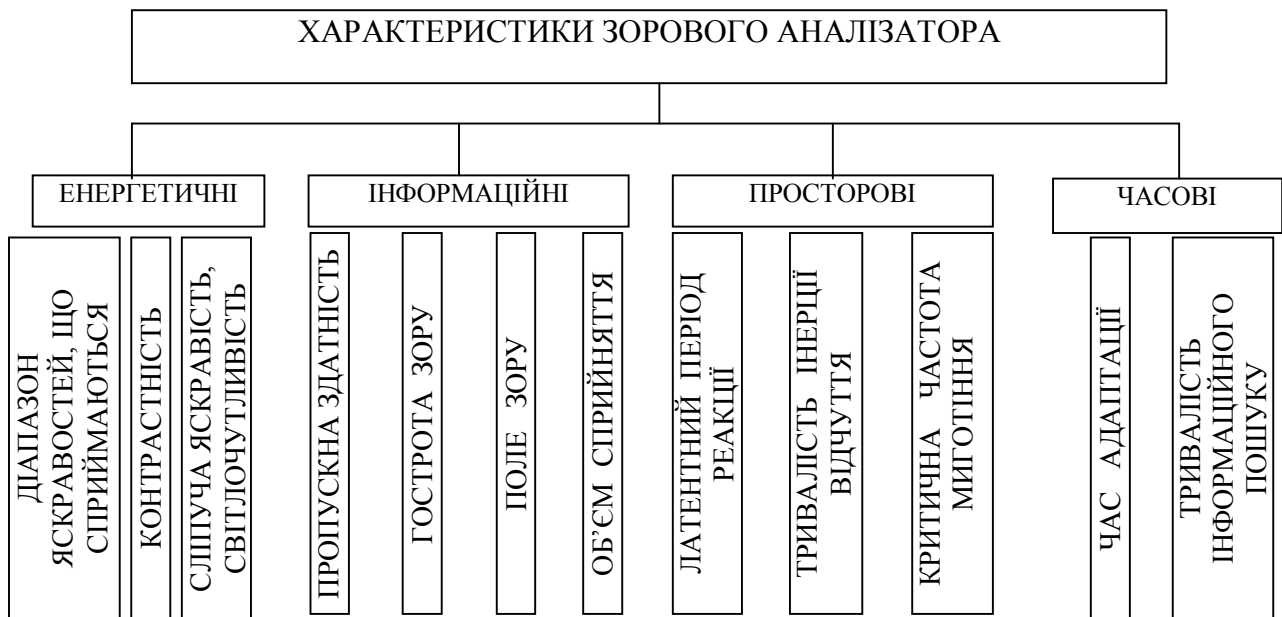 ХАРАКТЕРИСТИКИ ЗОРОВОГО АНАЛІЗАТОРА
ЕНЕРГЕТИЧНІ
ІНФОРМАЦІЙНІ
ПРОСТОРОВІ
ЧАСОВІ
ДІАПАЗОН
ЯСКРАВОСТЕЙ, ЩО
СПРИЙМАЮТЬСЯ
КОНТРАСТНІСТЬ
СЛІПУЧА ЯСКРАВІСТЬ,
СВІТЛОЧУТЛИВІСТЬ
ПРОПУСКНА ЗДАТНІСТЬ
ГОСТРОТА ЗОРУ
ПОЛЕ ЗОРУ
ОБ’ЄМ СПРИЙНЯТТЯ
ЛАТЕНТНИЙ ПЕРІОД
РЕАКЦІЇ
ТРИВАЛІСТЬ ІНЕРЦІЇ
ВІДЧУТТЯ
КРИТИЧНА ЧАСТОТА
МИГОТІННЯ
ЧАС АДАПТАЦІЇ
ТРИВАЛІСТЬ
ІНФОРМАЦІЙНОГО
ПОШУКУ